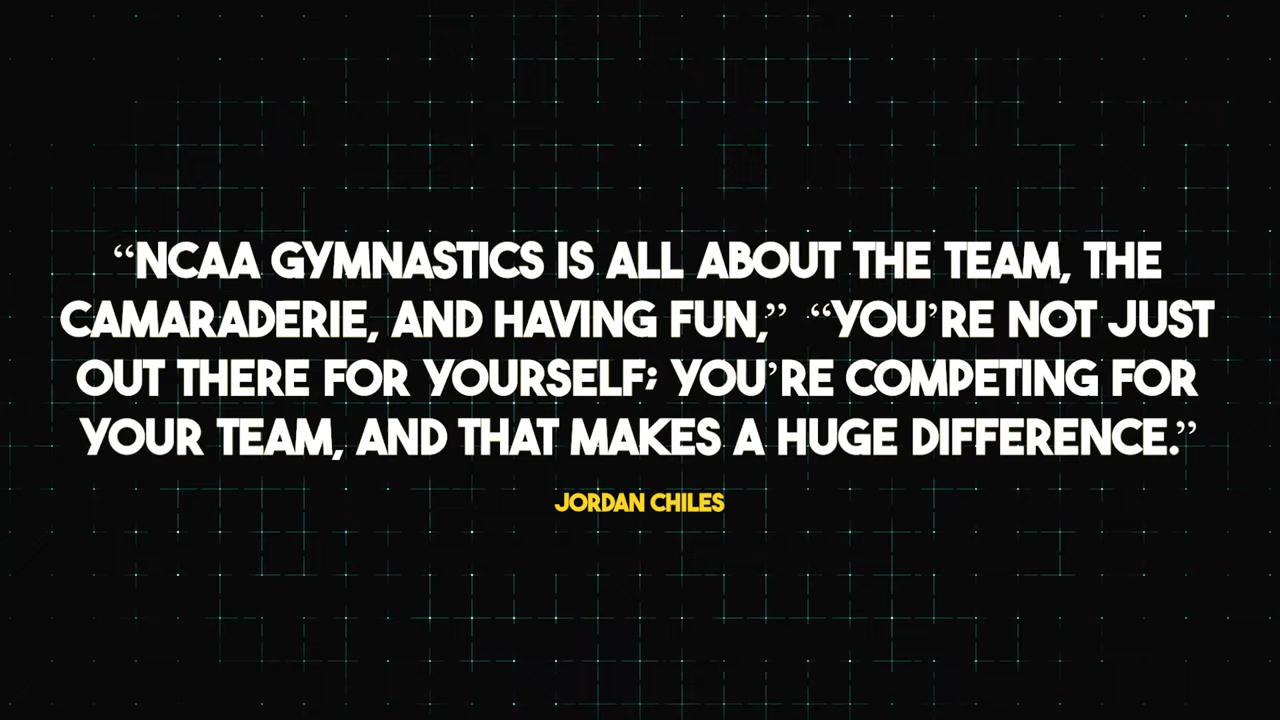 “NCAA GYMNASTICS IS ALL ABOUT THE TEAM, THE
CAMARADERIE, AND HAVING FUN,” “YOU’RE NOT JUST
OUT THERE FOR YOURSELF; YOU’RE COMPETING FOR
YOUR TEAM, AND THAT MAKES A HUGE DIFFERENCE.”
JORDAN CHILES